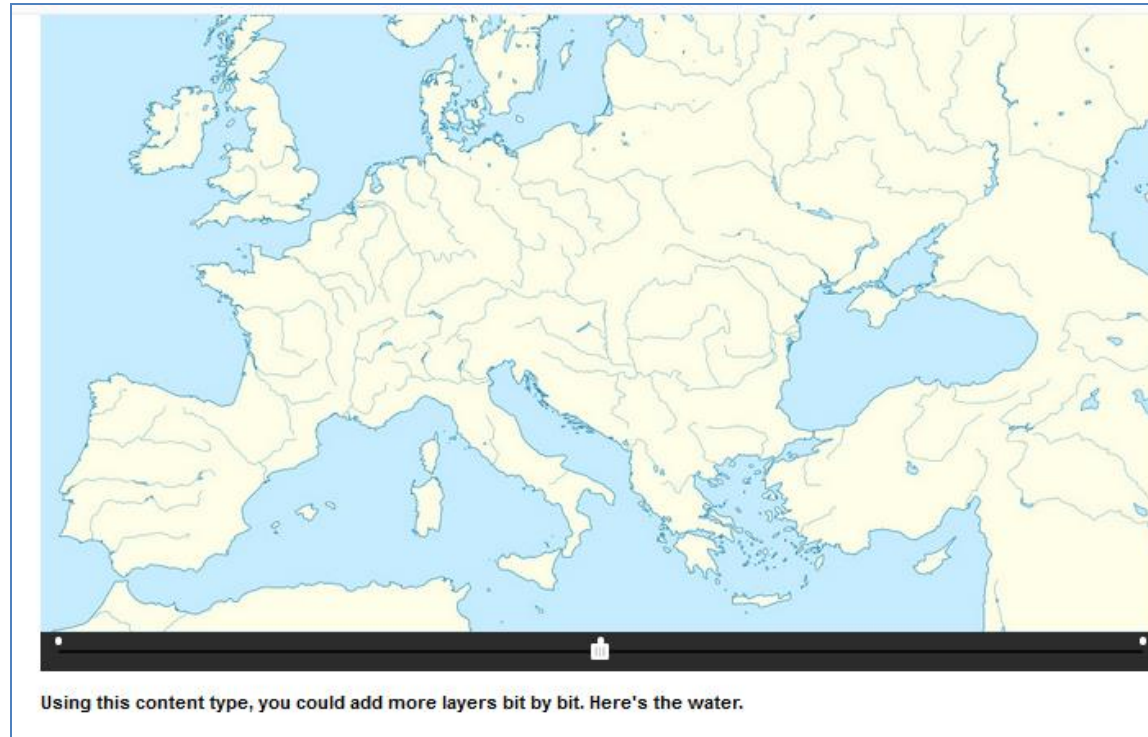 Using this content type, you could add more layers bit by bit. Here's the water.